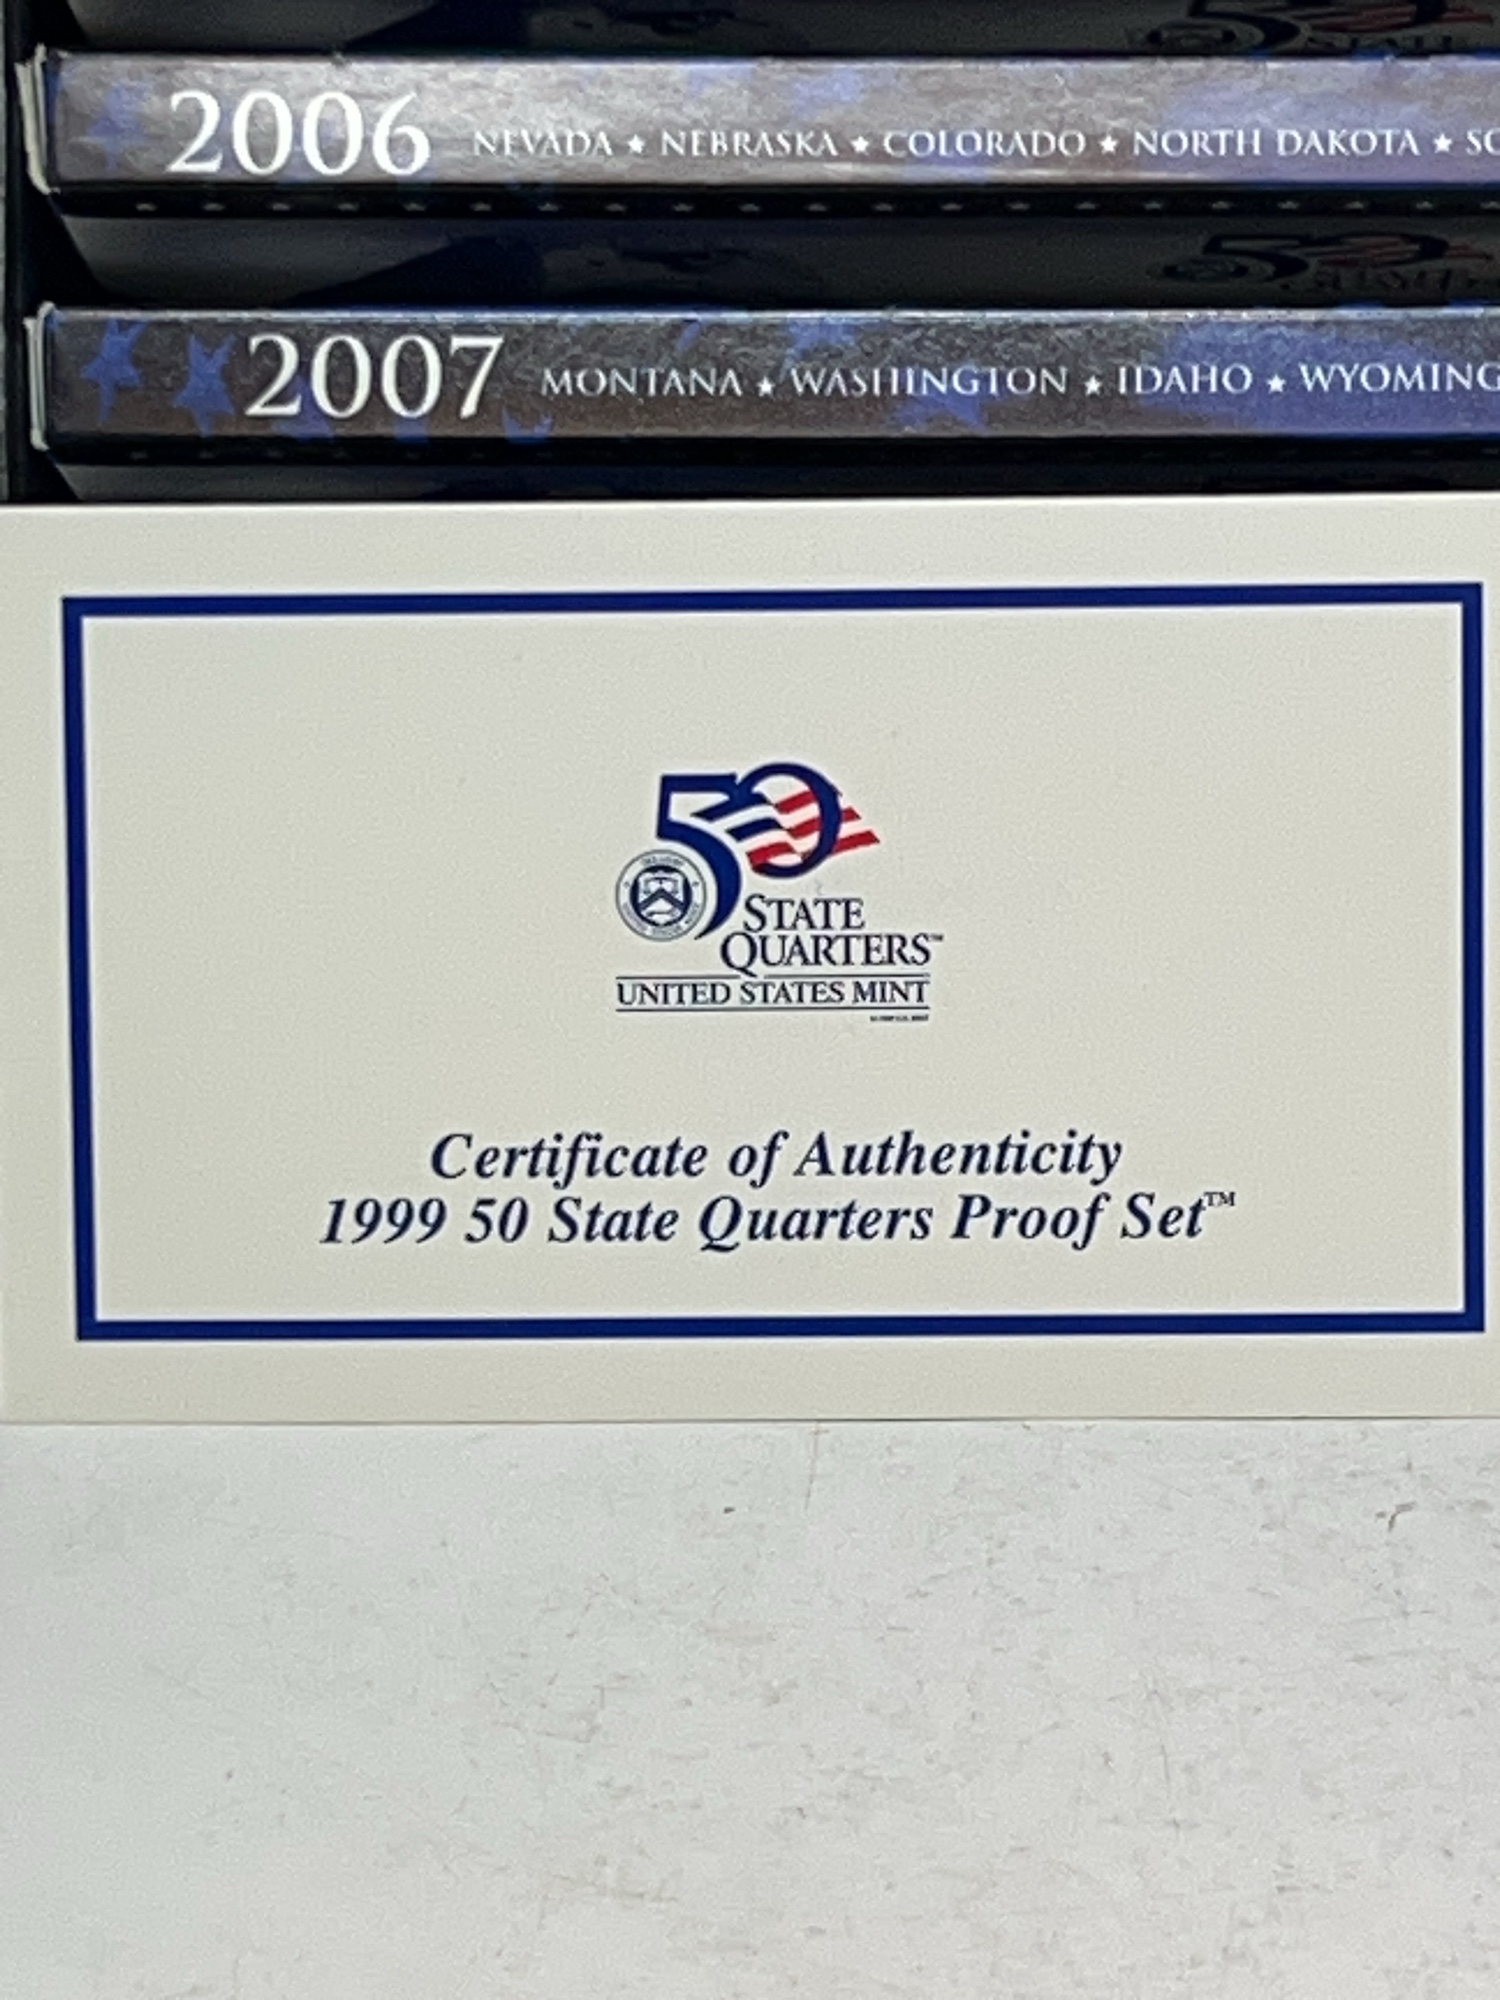 2006 NEVADA ★ NEBRASKA ★ COLORADO ★ NORTH DAKOTA ★ SO
2007 MONTANA ★ WASHINGTON ★ IDAHO ★ WYOMING
50
STATE
QUARTERS™
UNITED STATES MINT
Certificate of Authenticity
1999 50 State Quarters Proof Set™